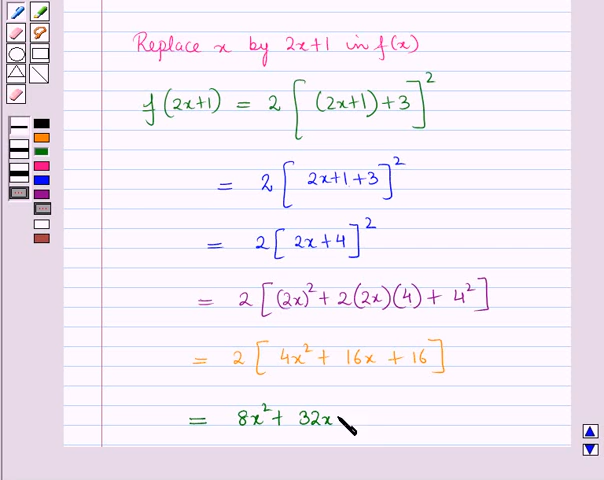 Replace x by 2x+1 in f(x)
f(2x+1) = 2[(2x+1)+3]²
= 2[2x+1+3]²
= 2[2x+4]²
= 2[(2x)²+2(2x)(4)+4²]
= 2[4x²+16x+16]
= 8x²+32x